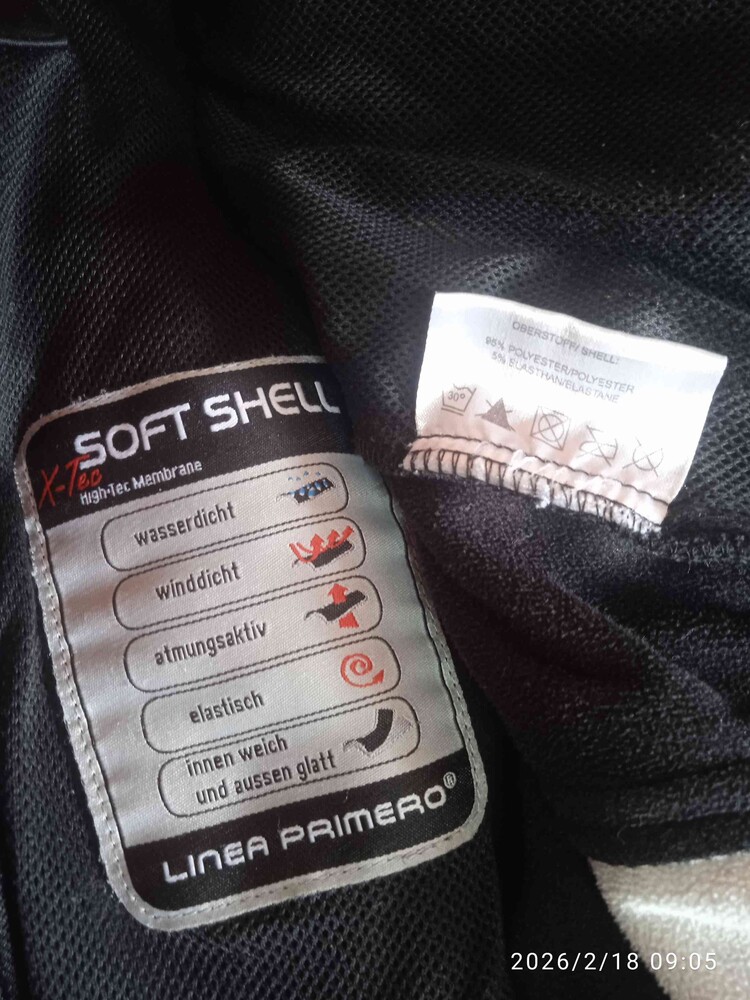 SOFT SHELL
X-Tec
High-Tec Membrane
wasserdicht
winddicht
atmungsaktiv
elastisch
innen weich
und aussen glatt
LINEA PRIMERO®
OBERSTOFF/ SHELL:
95% POLYESTER/POLYESTER
5% ELASTHAN/ELASTANE
30°
2026/2/18 09:05